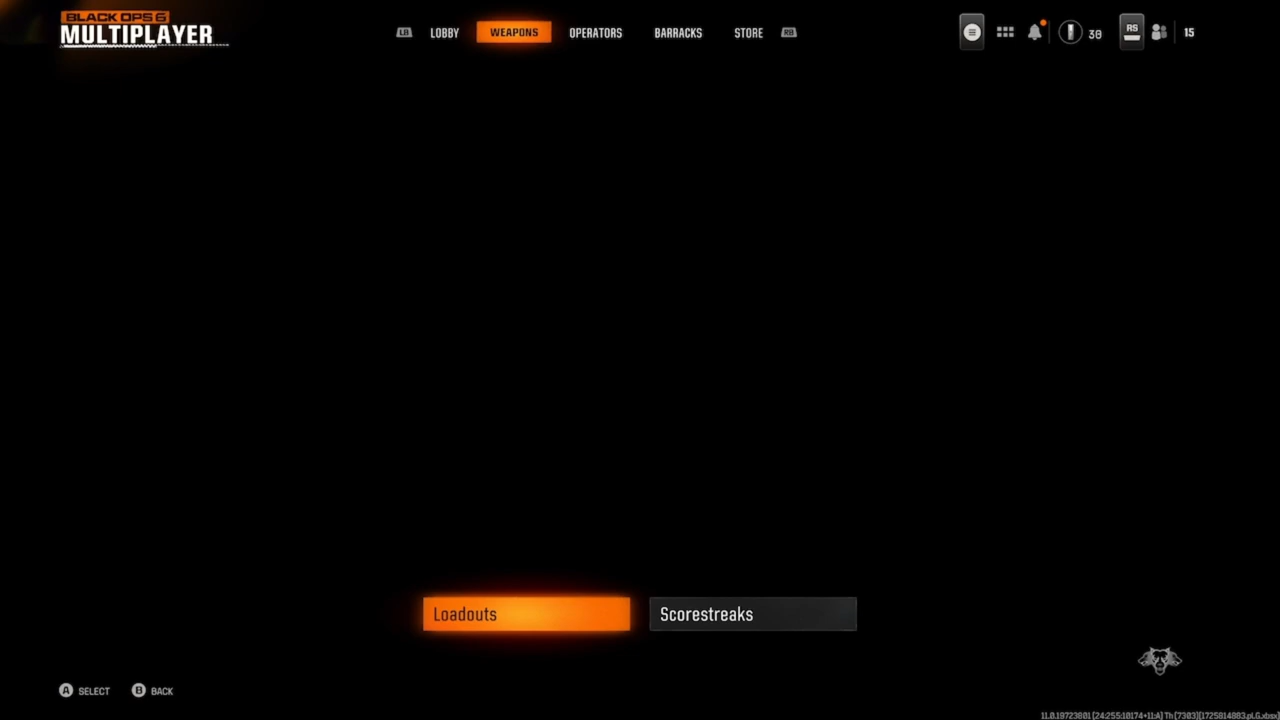 BLACK OPS 6
MULTIPLAYER
LB LOBBY WEAPONS OPERATORS BARRACKS STORE RB
30 RS 15
Loadouts Scorestreaks
A SELECT B BACK